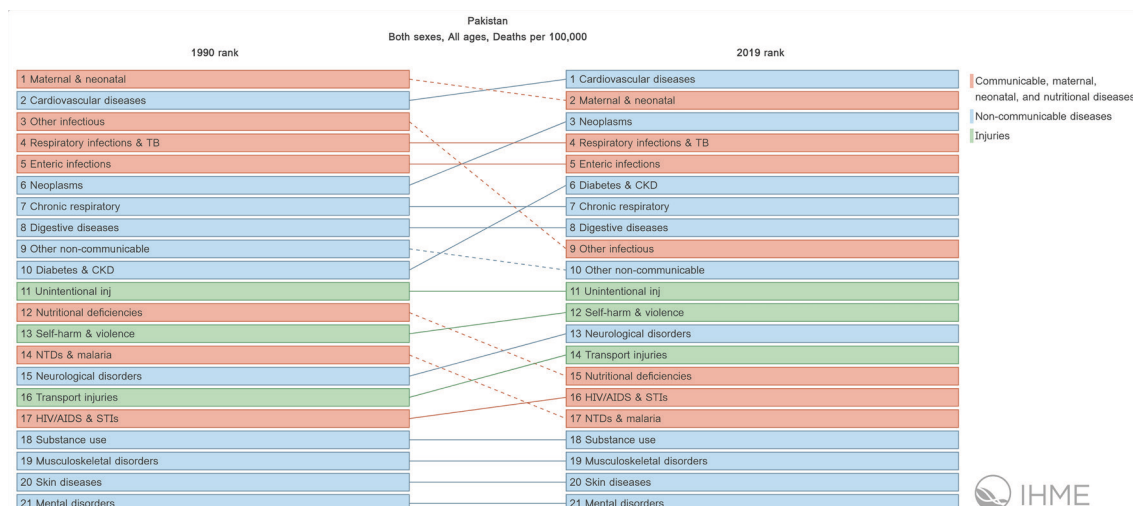 Pakistan
Both sexes, All ages, Deaths per 100,000
1990 rank
2019 rank
1 Maternal & neonatal
2 Cardiovascular diseases
3 Other infectious
4 Respiratory infections & TB
5 Enteric infections
6 Neoplasms
7 Chronic respiratory
8 Digestive diseases
9 Other non-communicable
10 Diabetes & CKD
11 Unintentional inj
12 Nutritional deficiencies
13 Self-harm & violence
14 NTDs & malaria
15 Neurological disorders
16 Transport injuries
17 HIV/AIDS & STIs
18 Substance use
19 Musculoskeletal disorders
20 Skin diseases
21 Mental disorders
1 Cardiovascular diseases
2 Maternal & neonatal
3 Neoplasms
4 Respiratory infections & TB
5 Enteric infections
6 Diabetes & CKD
7 Chronic respiratory
8 Digestive diseases
9 Other infectious
10 Other non-communicable
11 Unintentional inj
12 Self-harm & violence
13 Neurological disorders
14 Transport injuries
15 Nutritional deficiencies
16 HIV/AIDS & STIs
17 NTDs & malaria
18 Substance use
19 Musculoskeletal disorders
20 Skin diseases
21 Mental disorders
Communicable, maternal,
neonatal, and nutritional diseases
Non-communicable diseases
Injuries
IHME